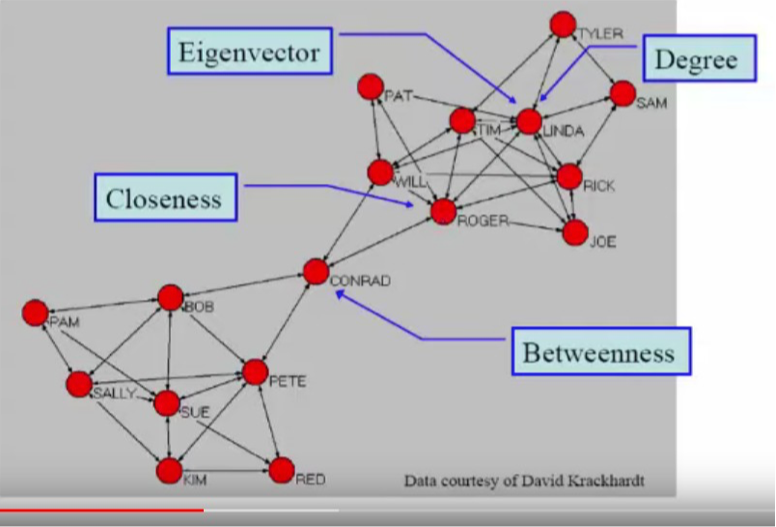 TYLER
Eigenvector
Degree
PAT
SAM
TIM
LINDA
WILL
RICK
Closeness
ROGER
JOE
CONRAD
BOB
PAM
Betweenness
PETE
SALLY
SUE
KIM
RED
Data courtesy of David Krackhardt